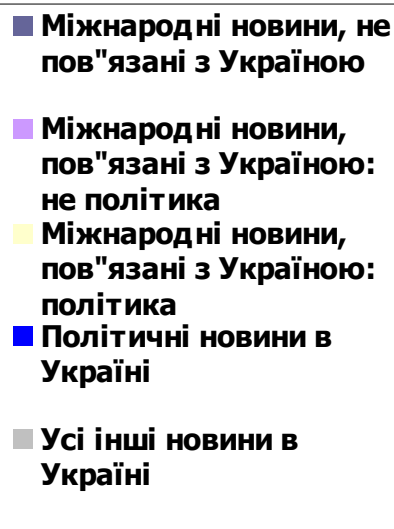 Міжнародні новини, не
пов"язані з Україною
Міжнародні новини,
пов"язані з Україною:
не політика
Міжнародні новини,
пов"язані з Україною:
політика
Політичні новини в
Україні
Усі інші новини в
Україні